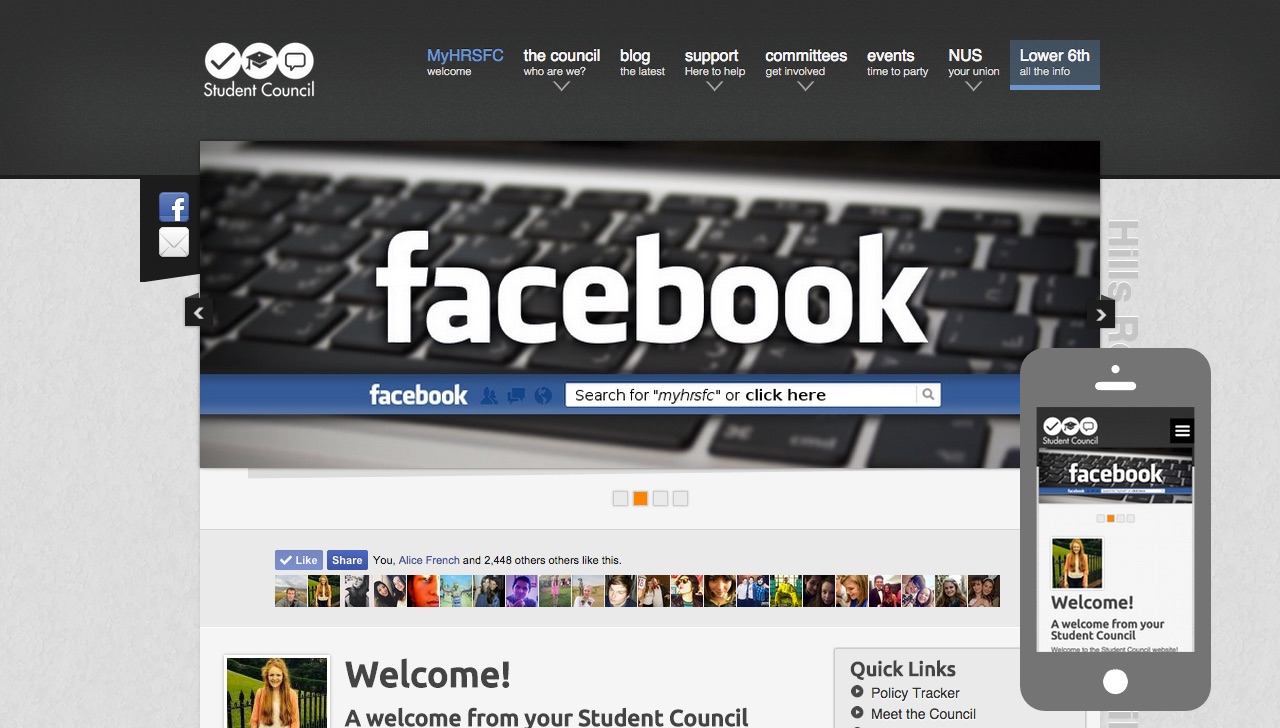 MyHRSFC
welcome
the council
who are we?
blog
the latest
support
Here to help
committees
get involved
events
time to party
NUS
your union
Lower 6th
all the info
Student Council
facebook
facebook
Search for "myhrsfc" or click here
Hills
Like Share You, Alice French and 2,448 others others like this.
Welcome!
A welcome from your Student Council
Quick Links
Policy Tracker
Meet the Council
Student Council
facebook
facebook
Welcome!
A welcome from your
Student Council
Welcome to the Student Council website!